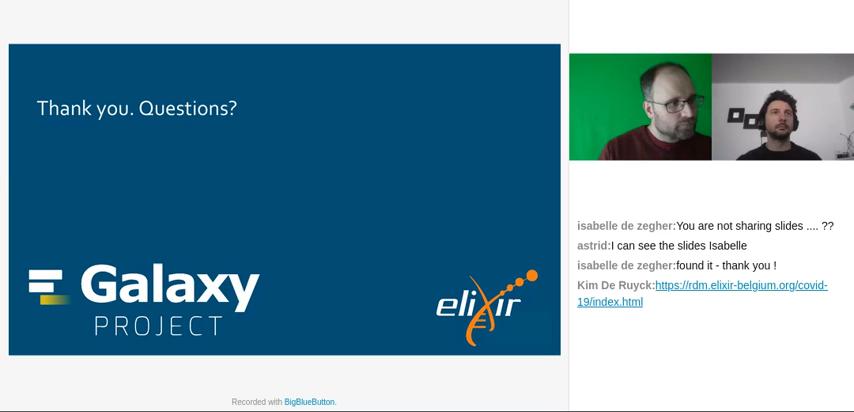 Thank you. Questions?
Galaxy
PROJECT
elixir
Recorded with BigBlueButton.
isabelle de zegher:You are not sharing slides .... ??
astrid:I can see the slides Isabelle
isabelle de zegher:found it - thank you !
Kim De Ruyck:https://rdm.elixir-belgium.org/covid-
19/index.html